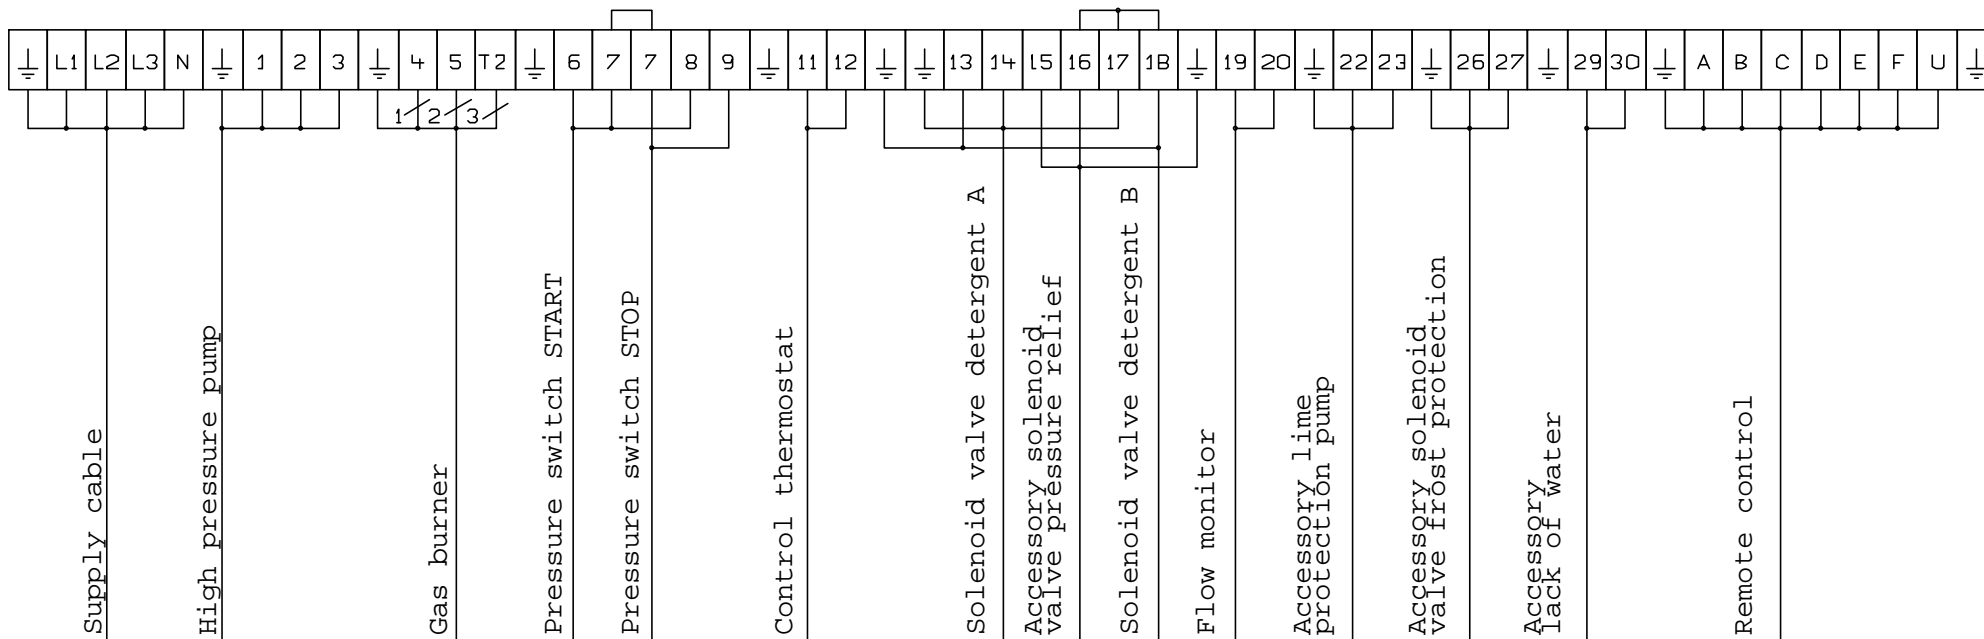 L1 L2 L3 N 1 2 3 4 5 T2 6 7 7 8 9 11 12 13 14 15 16 17 18 19 20 22 23 26 27 29 30 A B C D E F U
1 2 3
Supply cable
High pressure pump
Gas burner
Pressure switch START
Pressure switch STOP
Control thermostat
Solenoid valve detergent A
Accessory solenoid
valve pressure relief
Solenoid valve detergent B
Flow monitor
Accessory lime
protection pump
Accessory solenoid
valve frost protection
Accessory
lack of water
Remote control